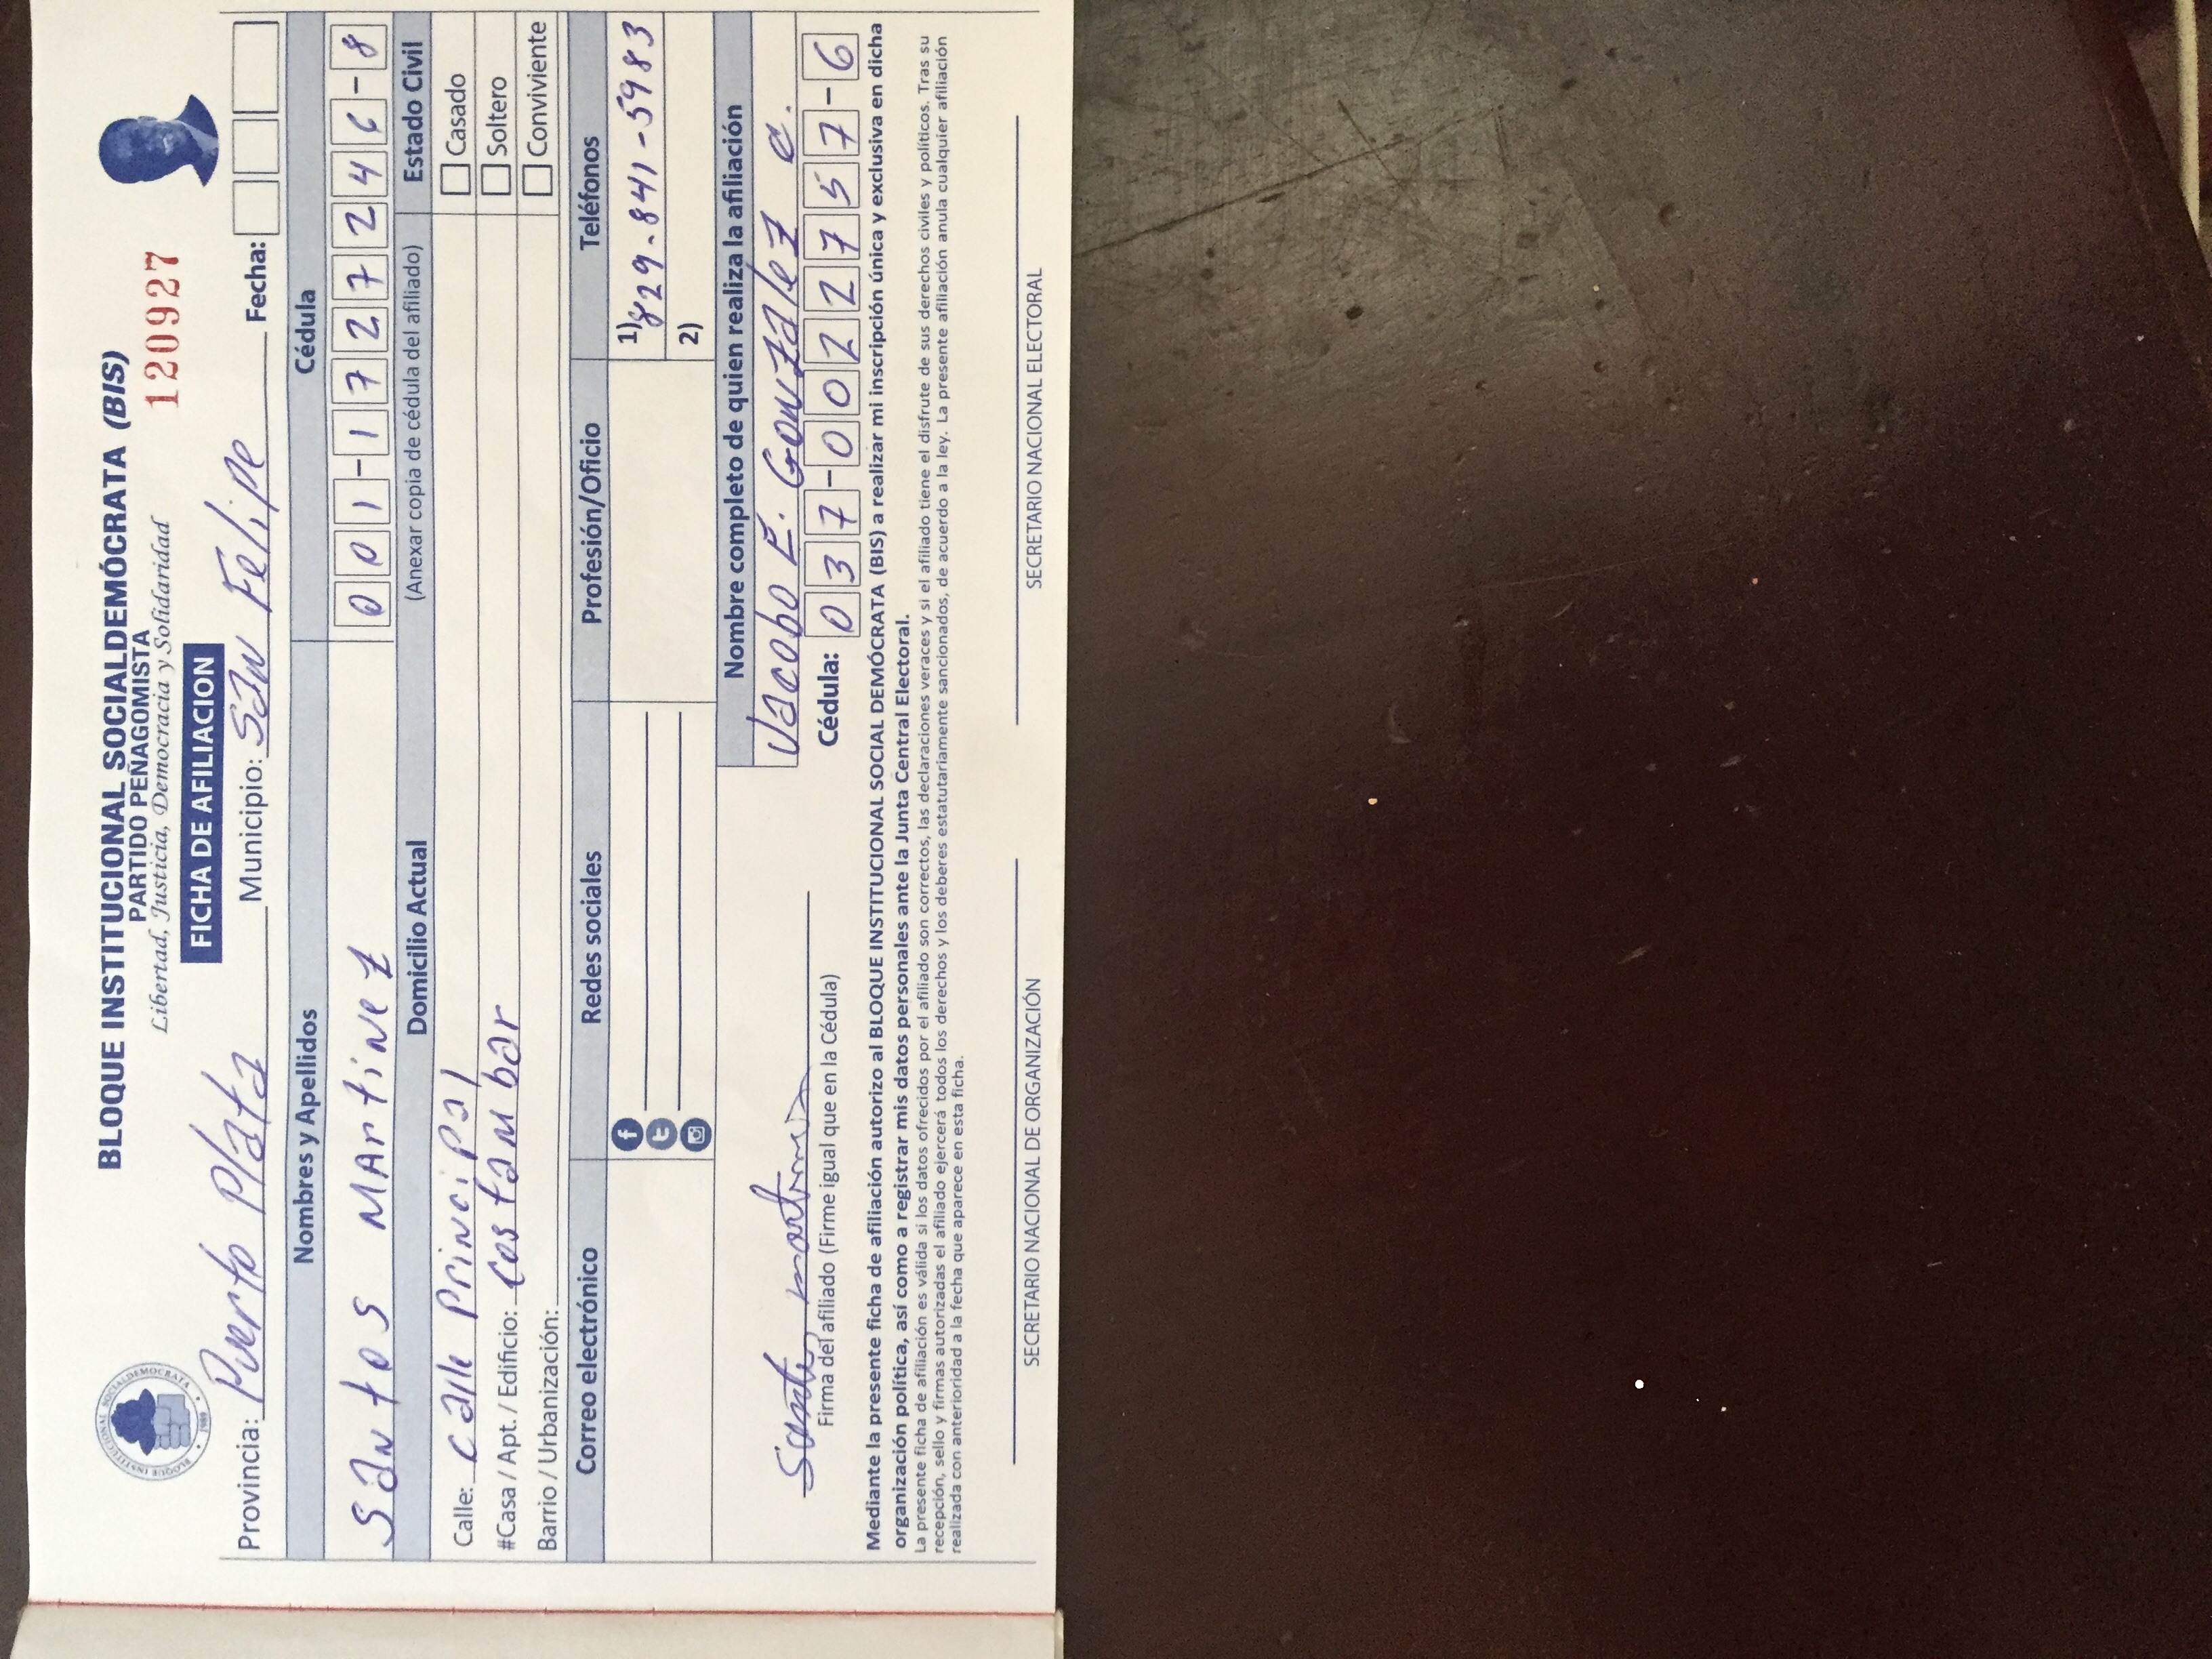 BLOQUE INSTITUCIONAL SOCIALDEMÓCRATA (BIS)
PARTIDO PEÑAGOMISTA
Libertad, Justicia, Democracia y Solidaridad
120927
FICHA DE AFILIACION
BLOQUE INSTITUCIONAL SOCIALDEMOCRATA
1989
Provincia: Puerto Plata Municipio: San Felipe Fecha:
Nombres y Apellidos Cédula
Santos Martinez 001-1727246-8
Domicilio Actual (Anexar copia de cédula del afiliado) Estado Civil
Calle: Calle Principal Casado
#Casa / Apt. / Edificio: Costambar Soltero
Barrio / Urbanización: Conviviente
Correo electrónico Redes sociales Profesión/Oficio Teléfonos
1) 829-841-5983
2)
Nombre completo de quien realiza la afiliación
Jacobo E. Gonzalez C.
Cédula: 037-0022757-6
Firma del afiliado (Firme igual que en la Cédula)
Mediante la presente ficha de afiliación autorizo al BLOQUE INSTITUCIONAL SOCIAL DEMÓCRATA (BIS) a realizar mi inscripción única y exclusiva en dicha
organización política, así como a registrar mis datos personales ante la Junta Central Electoral.
La presente ficha de afiliación es válida si los datos ofrecidos por el afiliado son correctos, las declaraciones veraces y si el afiliado tiene el disfrute de sus derechos civiles y políticos. Tras su
recepción, sello y firmas autorizadas el afiliado ejercerá todos los derechos y los deberes estatutariamente sancionados, de acuerdo a la ley. La presente afiliación anula cualquier afiliación
realizada con anterioridad a la fecha que aparece en esta ficha.
SECRETARIO NACIONAL DE ORGANIZACIÓN SECRETARIO NACIONAL ELECTORAL